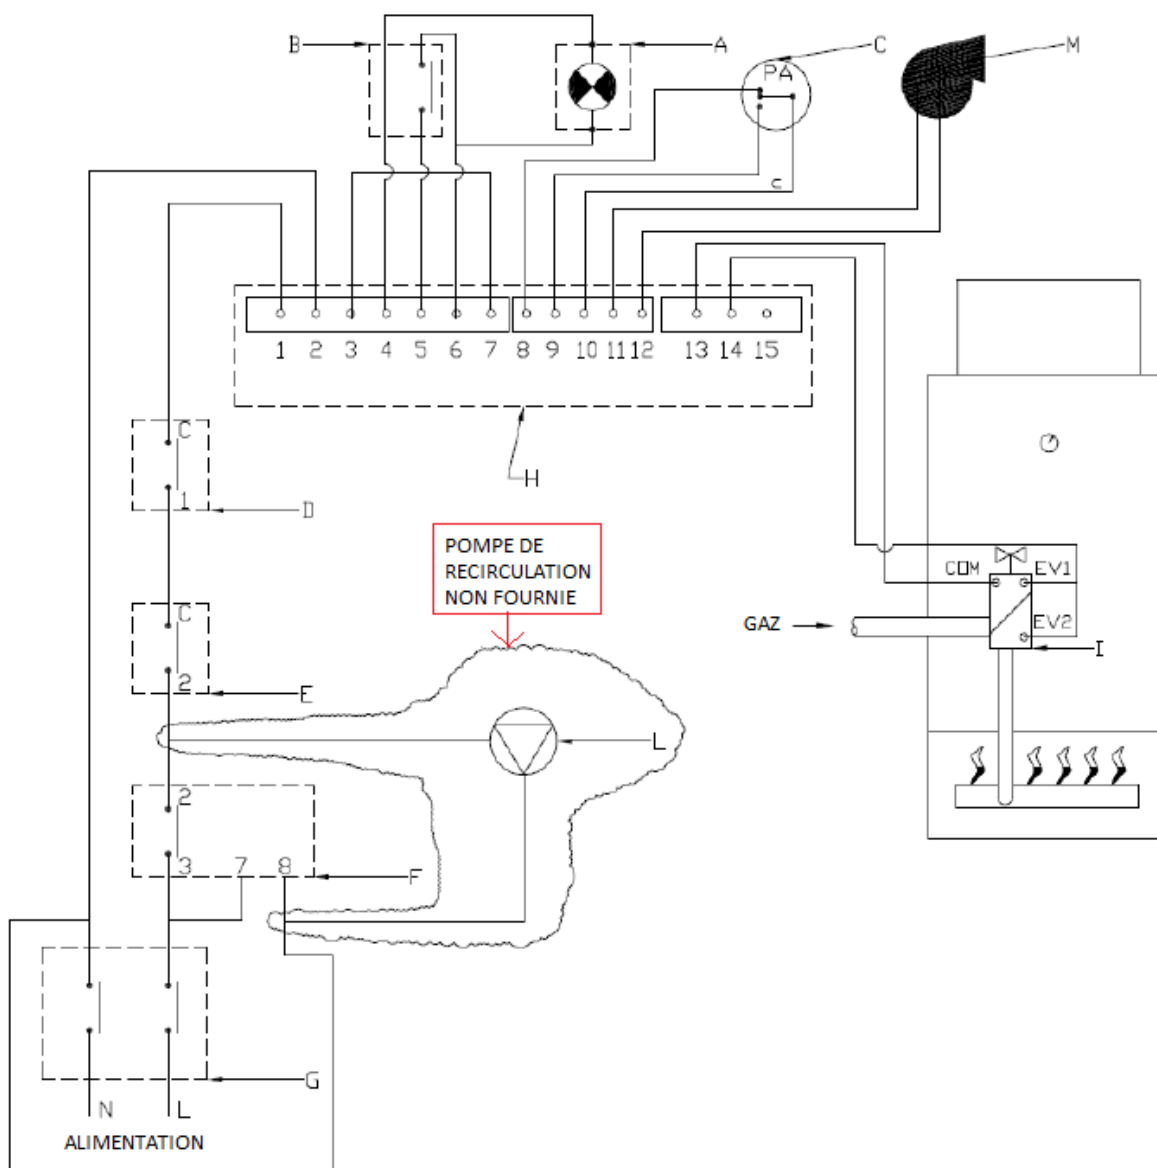 B
A
C
M
PA
c
1 2 3 4 5 6 7 8 9 10 11 12 13 14 15
H
C
1
D
POMPE DE
RECIRCULATION
NON FOURNIE
COM
EV1
GAZ
EV2
I
C
2
E
L
2
3
7
8
F
G
N
L
ALIMENTATION